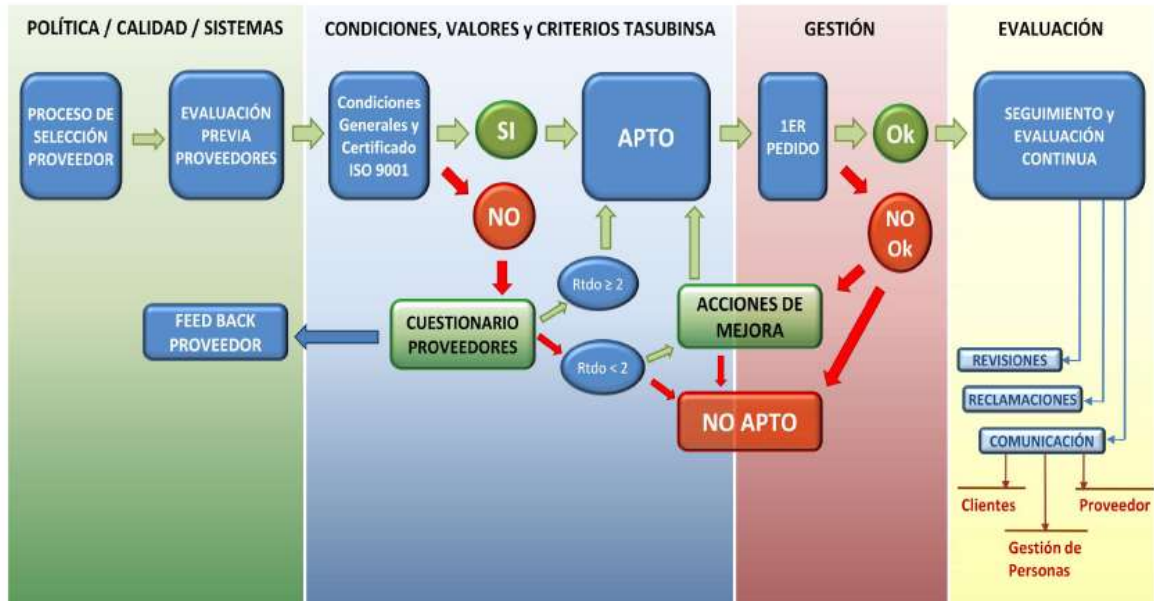 POLÍTICA / CALIDAD / SISTEMAS
CONDICIONES, VALORES y CRITERIOS TASUBINSA
GESTIÓN
EVALUACIÓN
PROCESO DE
SELECCIÓN
PROVEEDOR
EVALUACIÓN
PREVIA
PROVEEDORES
Condiciones
Generales y
Certificado
ISO 9001
SI
NO
APTO
1ER
PEDIDO
Ok
NO
Ok
SEGUIMIENTO y
EVALUACIÓN
CONTINUA
FEED BACK
PROVEEDOR
CUESTIONARIO
PROVEEDORES
Rtdo ≥ 2
Rtdo < 2
ACCIONES DE
MEJORA
NO APTO
REVISIONES
RECLAMACIONES
COMUNICACIÓN
Clientes
Proveedor
Gestión de
Personas